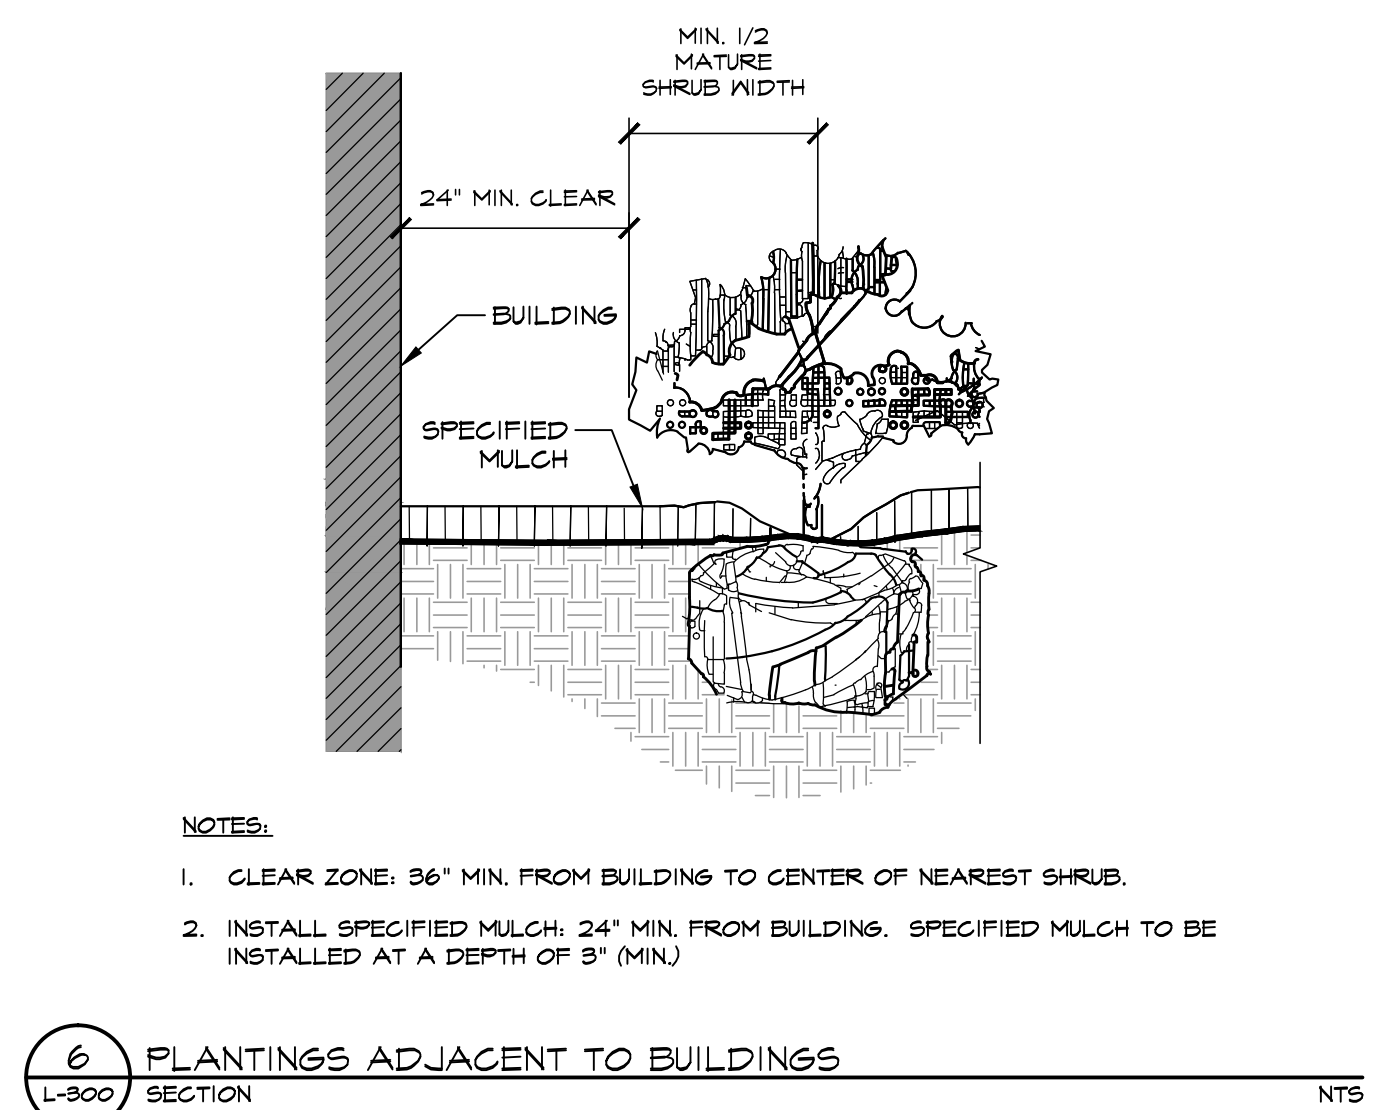 MIN. 1/2
MATURE
SHRUB WIDTH
24" MIN. CLEAR
BUILDING
SPECIFIED
MULCH
NOTES:
1. CLEAR ZONE: 36" MIN. FROM BUILDING TO CENTER OF NEAREST SHRUB.
2. INSTALL SPECIFIED MULCH: 24" MIN. FROM BUILDING. SPECIFIED MULCH TO BE
INSTALLED AT A DEPTH OF 3" (MIN.)
6
PLANTINGS ADJACENT TO BUILDINGS
L-300
SECTION
NTS